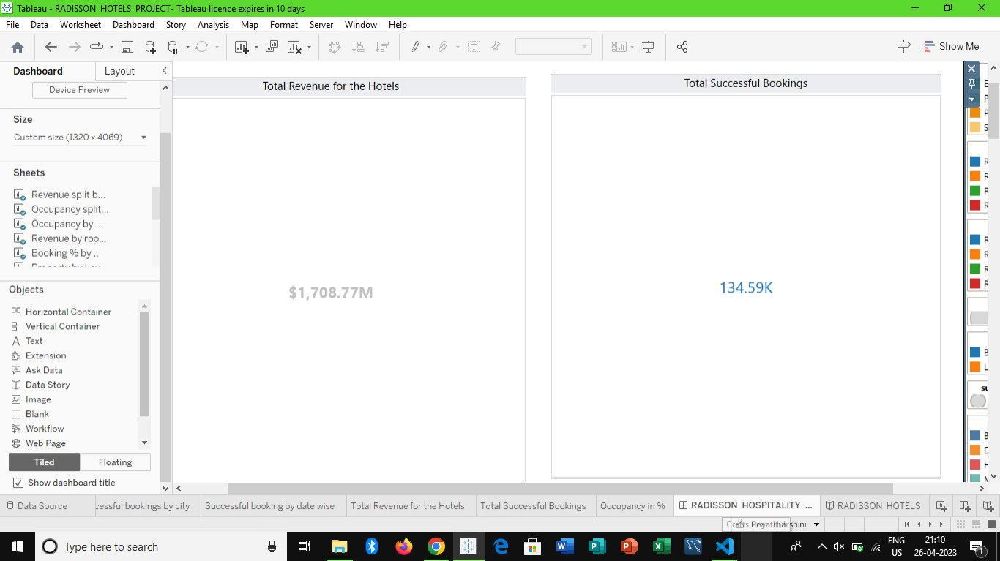 Tableau - RADISSON HOTELS PROJECT- Tableau licence expires in 10 days
File Data Worksheet Dashboard Story Analysis Map Format Server Window Help
Show Me
Dashboard Layout
Device Preview
Size
Custom size (1320 x 4069)
Sheets
Revenue split b...
Occupancy split...
Occupancy by ...
Revenue by roo...
Booking % by ...
Objects
Horizontal Container
Vertical Container
Text
Extension
Ask Data
Data Story
Image
Blank
Workflow
Web Page
Tiled Floating
Show dashboard title
Total Revenue for the Hotels
$1,708.77M
Total Successful Bookings
134.59K
Data Source cessful bookings by city Successful booking by date wise Total Revenue for the Hotels Total Successful Bookings Occupancy in % RADISSON HOSPITALITY ... RADISSON HOTELS
Type here to search
ENG
US
21:10
26-04-2023
1